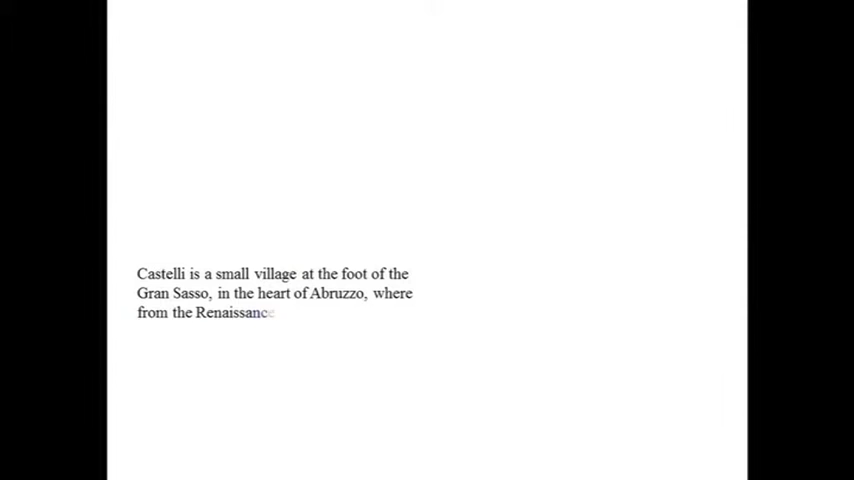 Castelli is a small village at the foot of the
Gran Sasso, in the heart of Abruzzo, where
from the Renaissance